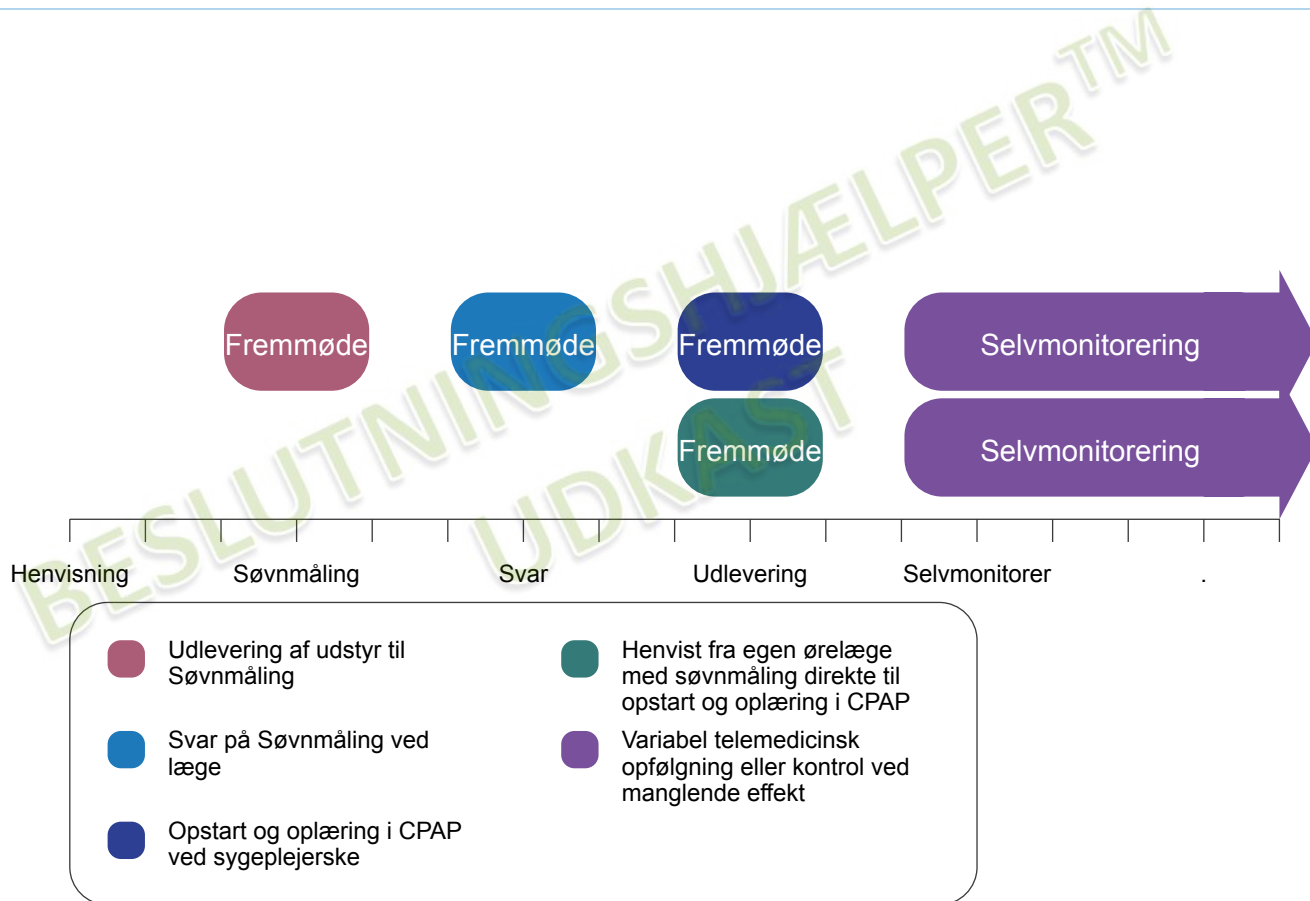 BESLUTNINGSHJÆLPER™
UDKAST
Fremmøde
Fremmøde
Fremmøde
Selvmonitorering
Fremmøde
Selvmonitorering
Henvisning
Søvnmåling
Svar
Udlevering
Selvmonitorer
.
Udlevering af udstyr til
Søvnmåling
Svar på Søvnmåling ved
læge
Opstart og oplæring i CPAP
ved sygeplejerske
Henvist fra egen ørelæge
med søvnmåling direkte til
opstart og oplæring i CPAP
Variabel telemedicinsk
opfølgning eller kontrol ved
manglende effekt